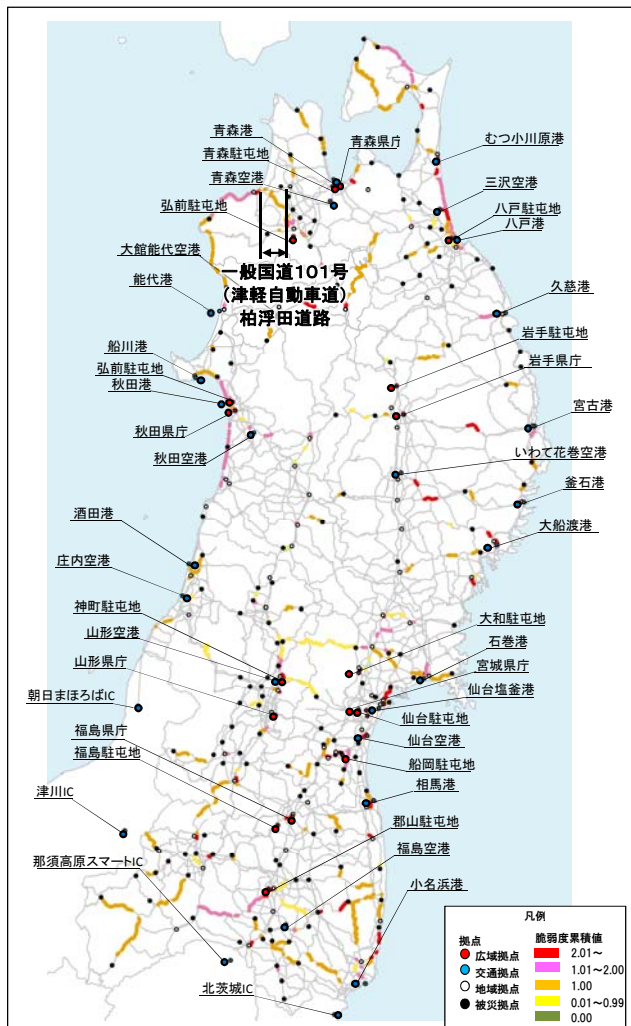 青森港
青森駐屯地
青森空港
青森県庁
弘前駐屯地
大館能代空港
能代港
一般国道101号
(津軽自動車道)
柏浮田道路
むつ小川原港
三沢空港
八戸駐屯地
八戸港
久慈港
岩手駐屯地
岩手県庁
宮古港
いわて花巻空港
釜石港
大船渡港
船川港
弘前駐屯地
秋田港
秋田県庁
秋田空港
酒田港
庄内空港
神町駐屯地
山形空港
山形県庁
朝日まほろばIC
福島県庁
福島駐屯地
津川IC
那須高原スマートIC
北茨城IC
大和駐屯地
石巻港
宮城県庁
仙台塩釜港
仙台駐屯地
仙台空港
船岡駐屯地
相馬港
郡山駐屯地
福島空港
小名浜港
凡例
拠点
広域拠点
交通拠点
地域拠点
被災拠点
脆弱度累積値
2.01～
1.01～2.00
1.00
0.01～0.99
0.00